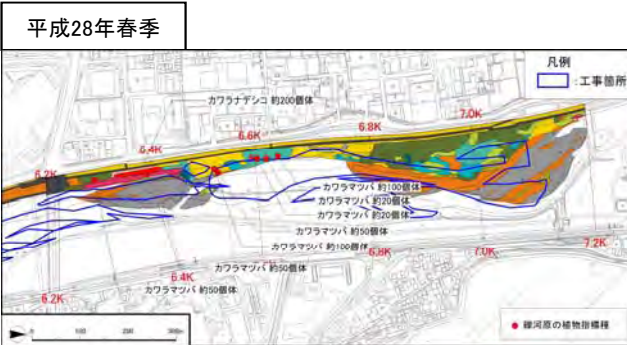 平成28年春季
凡例
:工事箇所
カワラナデシコ 約200個体
7.0K
6.8K
6.6K
6.4K
6.2K
カワラマツバ 約100個体
カワラマツバ 約20個体
カワラマツバ 約20個体
カワラマツバ 約50個体
カワラマツバ 約100個体
6.8K
7.0K
7.2K
カワラマツバ 約50個体
6.4K
カワラマツバ 約50個体
6.2K
0 100 200 300m
礫河原の植物指標種